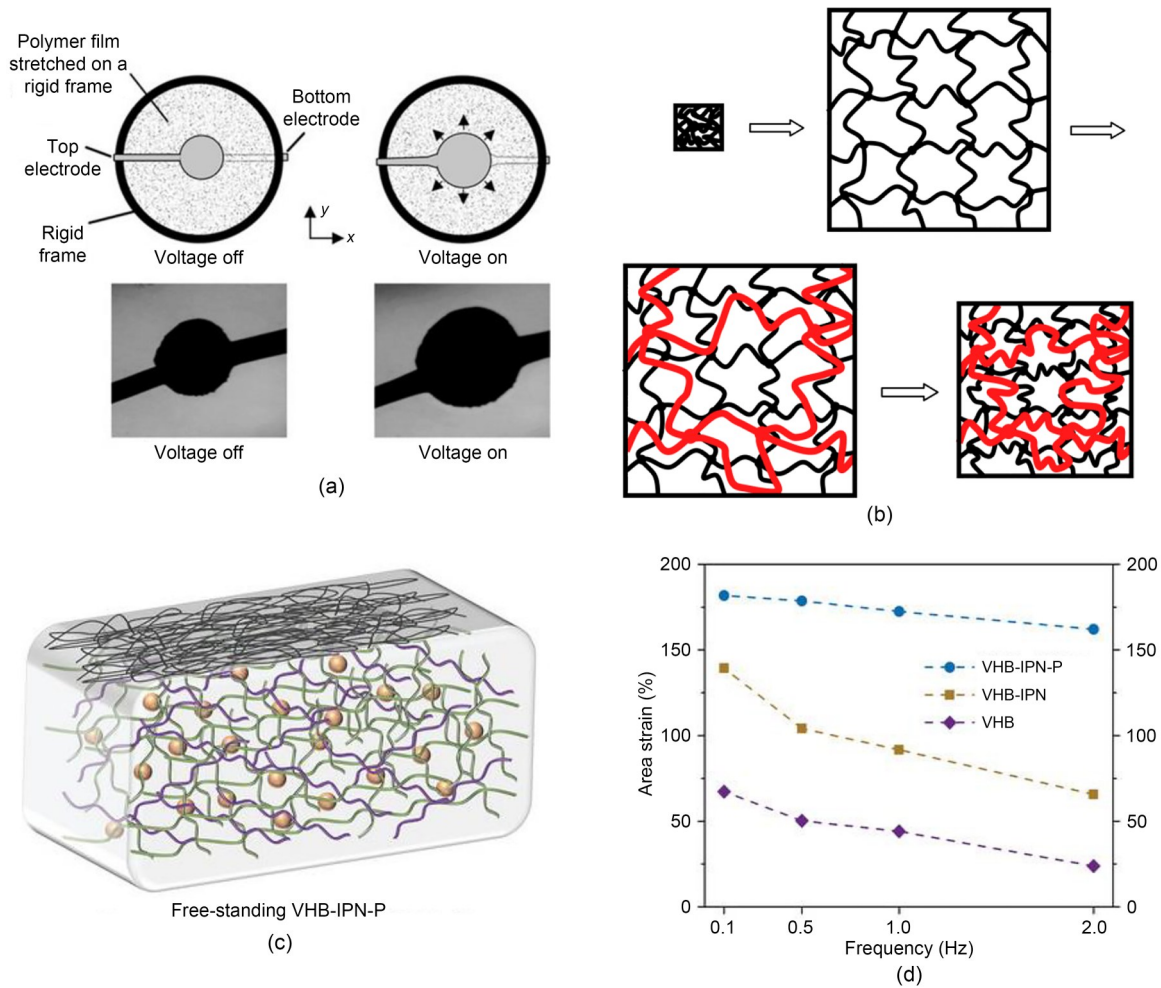 Polymer film
stretched on a
rigid frame
Bottom
electrode
Top
electrode
Rigid
frame
y
x
Voltage off
Voltage on
Voltage off
Voltage on
(a)
(b)
Free-standing VHB-IPN-P
(c)
200
150
100
50
0
Area strain (%)
VHB-IPN-P
VHB-IPN
VHB
200
150
100
50
0
0.1
0.5
1.0
2.0
Frequency (Hz)
(d)